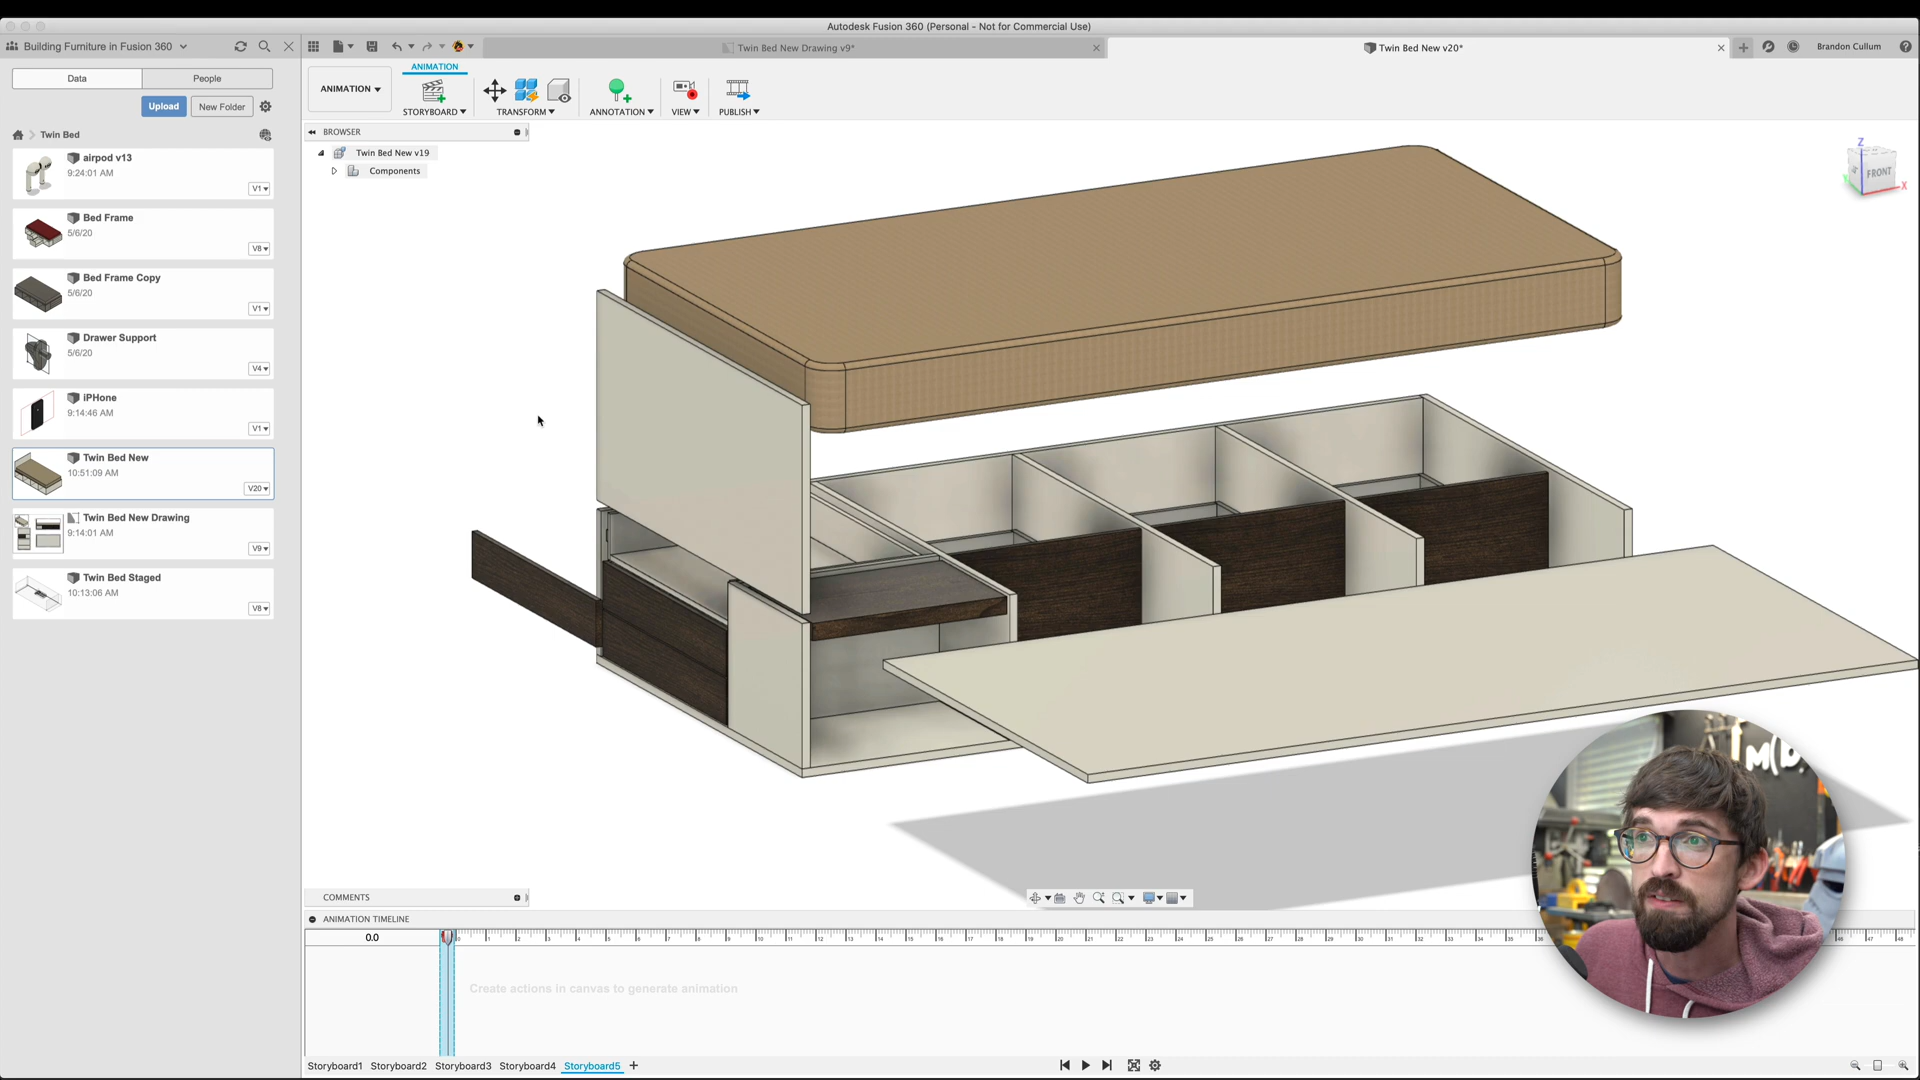 Autodesk Fusion 360 (Personal - Not for Commercial Use)
Building Furniture in Fusion 360
Twin Bed New Drawing v9*
Twin Bed New v20*
Brandon Cullum
Data
People
Upload
New Folder
Twin Bed
airpod v13
9:24:01 AM
V1
Bed Frame
5/6/20
V8
Bed Frame Copy
5/6/20
V1
Drawer Support
5/6/20
V4
iPHone
9:14:46 AM
V1
Twin Bed New
10:51:09 AM
V20
Twin Bed New Drawing
9:14:01 AM
V9
Twin Bed Staged
10:13:06 AM
V8
ANIMATION
ANIMATION
STORYBOARD
TRANSFORM
ANNOTATION
VIEW
PUBLISH
BROWSER
Twin Bed New v19
Components
Z
FRONT
X
COMMENTS
ANIMATION TIMELINE
0.0
Create actions in canvas to generate animation
Storyboard1 Storyboard2 Storyboard3 Storyboard4 Storyboard5 +